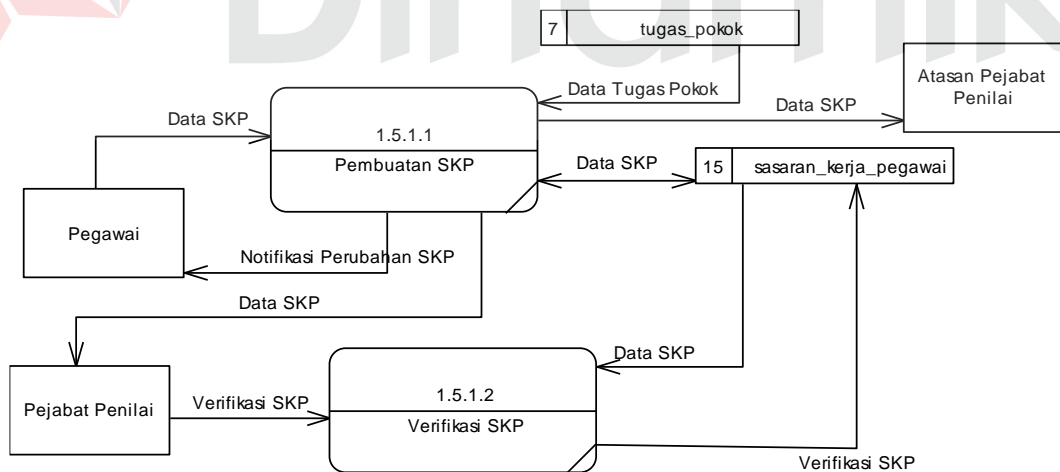 Dinamik
7 tugas_pokok
Atasan Pejabat
Penilai
Data Tugas Pokok
Data SKP
Data SKP
1.5.1.1
Pembuatan SKP
Data SKP
15 sasaran_kerja_pegawai
Pegawai
Notifikasi Perubahan SKP
Data SKP
Data SKP
1.5.1.2
Pejabat Penilai
Verifikasi SKP
Verifikasi SKP
Verifikasi SKP